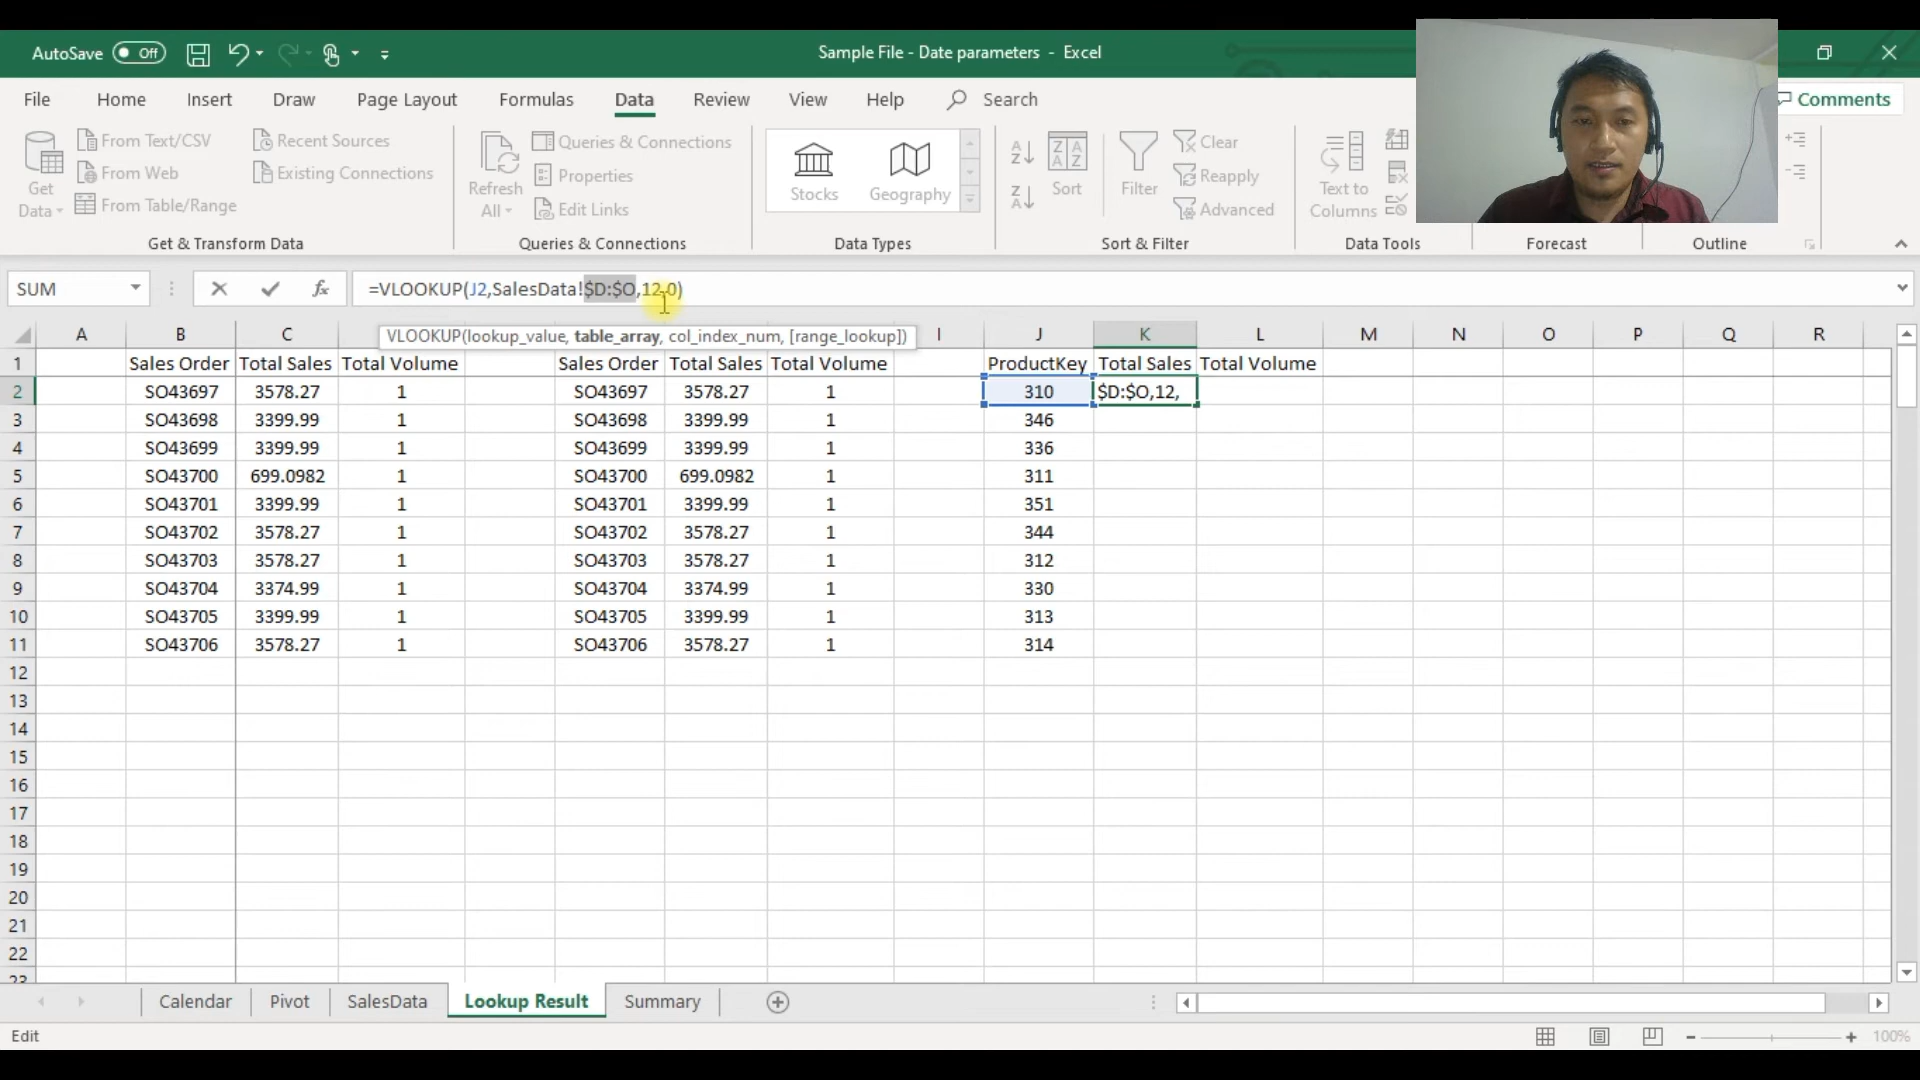 AutoSave Off Sample File - Date parameters - Excel
File Home Insert Draw Page Layout Formulas Data Review View Help Search Comments
Get Data
From Text/CSV
From Web
From Table/Range
Recent Sources
Existing Connections
Get & Transform Data
Refresh All
Queries & Connections
Properties
Edit Links
Queries & Connections
Stocks Geography
Data Types
Sort
Filter
Clear
Reapply
Advanced
Sort & Filter
Text to Columns
Data Tools
Forecast
Outline
SUM fx =VLOOKUP(J2,SalesData!$D:$O,12,0)
VLOOKUP(lookup_value, table_array, col_index_num, [range_lookup])
A B C I J K L M N O P Q R
1 Sales Order Total Sales Total Volume Sales Order Total Sales Total Volume ProductKey Total Sales Total Volume
2 SO43697 3578.27 1 SO43697 3578.27 1 310 $D:$O,12,
3 SO43698 3399.99 1 SO43698 3399.99 1 346
4 SO43699 3399.99 1 SO43699 3399.99 1 336
5 SO43700 699.0982 1 SO43700 699.0982 1 311
6 SO43701 3399.99 1 SO43701 3399.99 1 351
7 SO43702 3578.27 1 SO43702 3578.27 1 344
8 SO43703 3578.27 1 SO43703 3578.27 1 312
9 SO43704 3374.99 1 SO43704 3374.99 1 330
10 SO43705 3399.99 1 SO43705 3399.99 1 313
11 SO43706 3578.27 1 SO43706 3578.27 1 314
12
13
14
15
16
17
18
19
20
21
22
23
Calendar Pivot SalesData Lookup Result Summary
Edit 100%